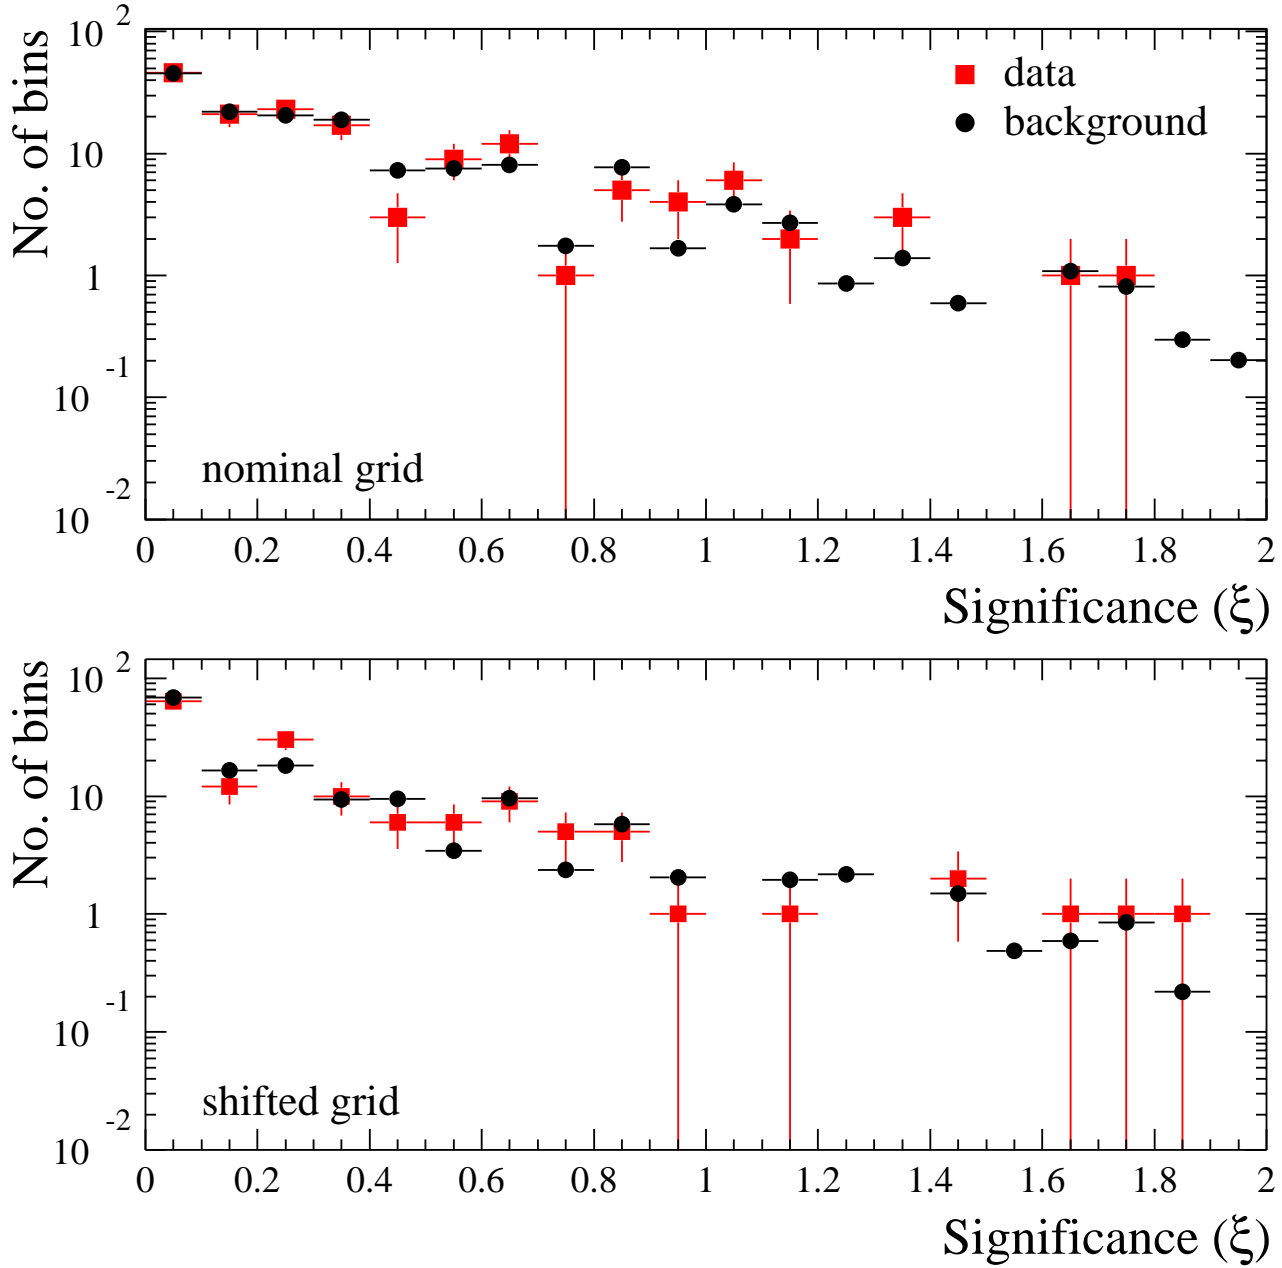 No. of bins
10 2
10
1
10 -1
10 -2
data
background
nominal grid
0 0.2 0.4 0.6 0.8 1 1.2 1.4 1.6 1.8 2
Significance (ξ)
No. of bins
10 2
10
1
10 -1
10 -2
shifted grid
0 0.2 0.4 0.6 0.8 1 1.2 1.4 1.6 1.8 2
Significance (ξ)